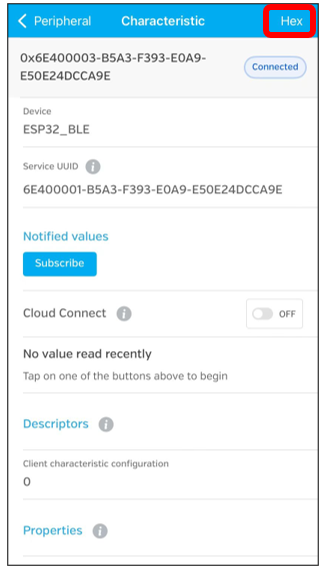 Peripheral Characteristic Hex
0x6E400003-B5A3-F393-E0A9-
E50E24DCCA9E
Connected
Device
ESP32_BLE
Service UUID i
6E400001-B5A3-F393-E0A9-E50E24DCCA9E
Notified values
Subscribe
Cloud Connect i OFF
No value read recently
Tap on one of the buttons above to begin
Descriptors i
Client characteristic configuration
0
Properties i